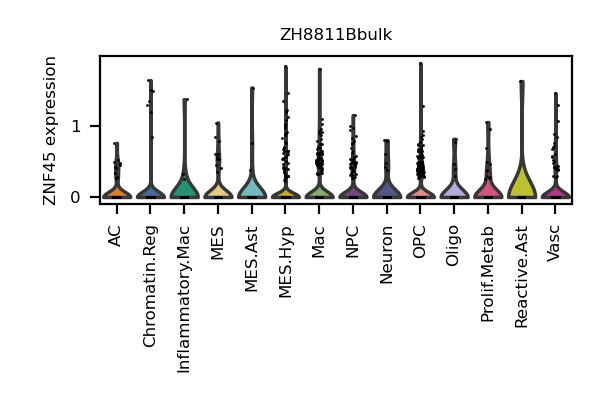 ZH8811Bbulk
ZNF45 expression
1
0
AC
Chromatin.Reg
Inflammatory.Mac
MES
MES.Ast
MES.Hyp
Mac
NPC
Neuron
OPC
Oligo
Prolif.Metab
Reactive.Ast
Vasc